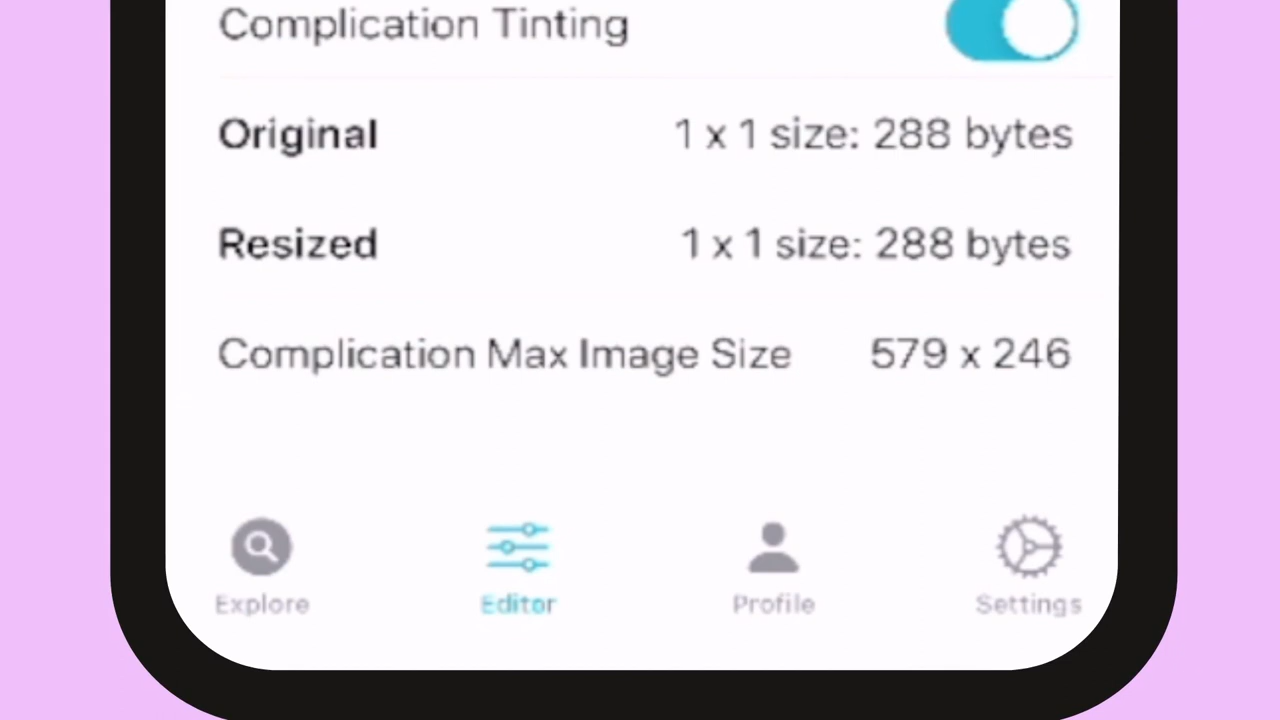 Complication Tinting
Original 1 x 1 size: 288 bytes
Resized 1 x 1 size: 288 bytes
Complication Max Image Size 579 x 246
Explore Editor Profile Settings